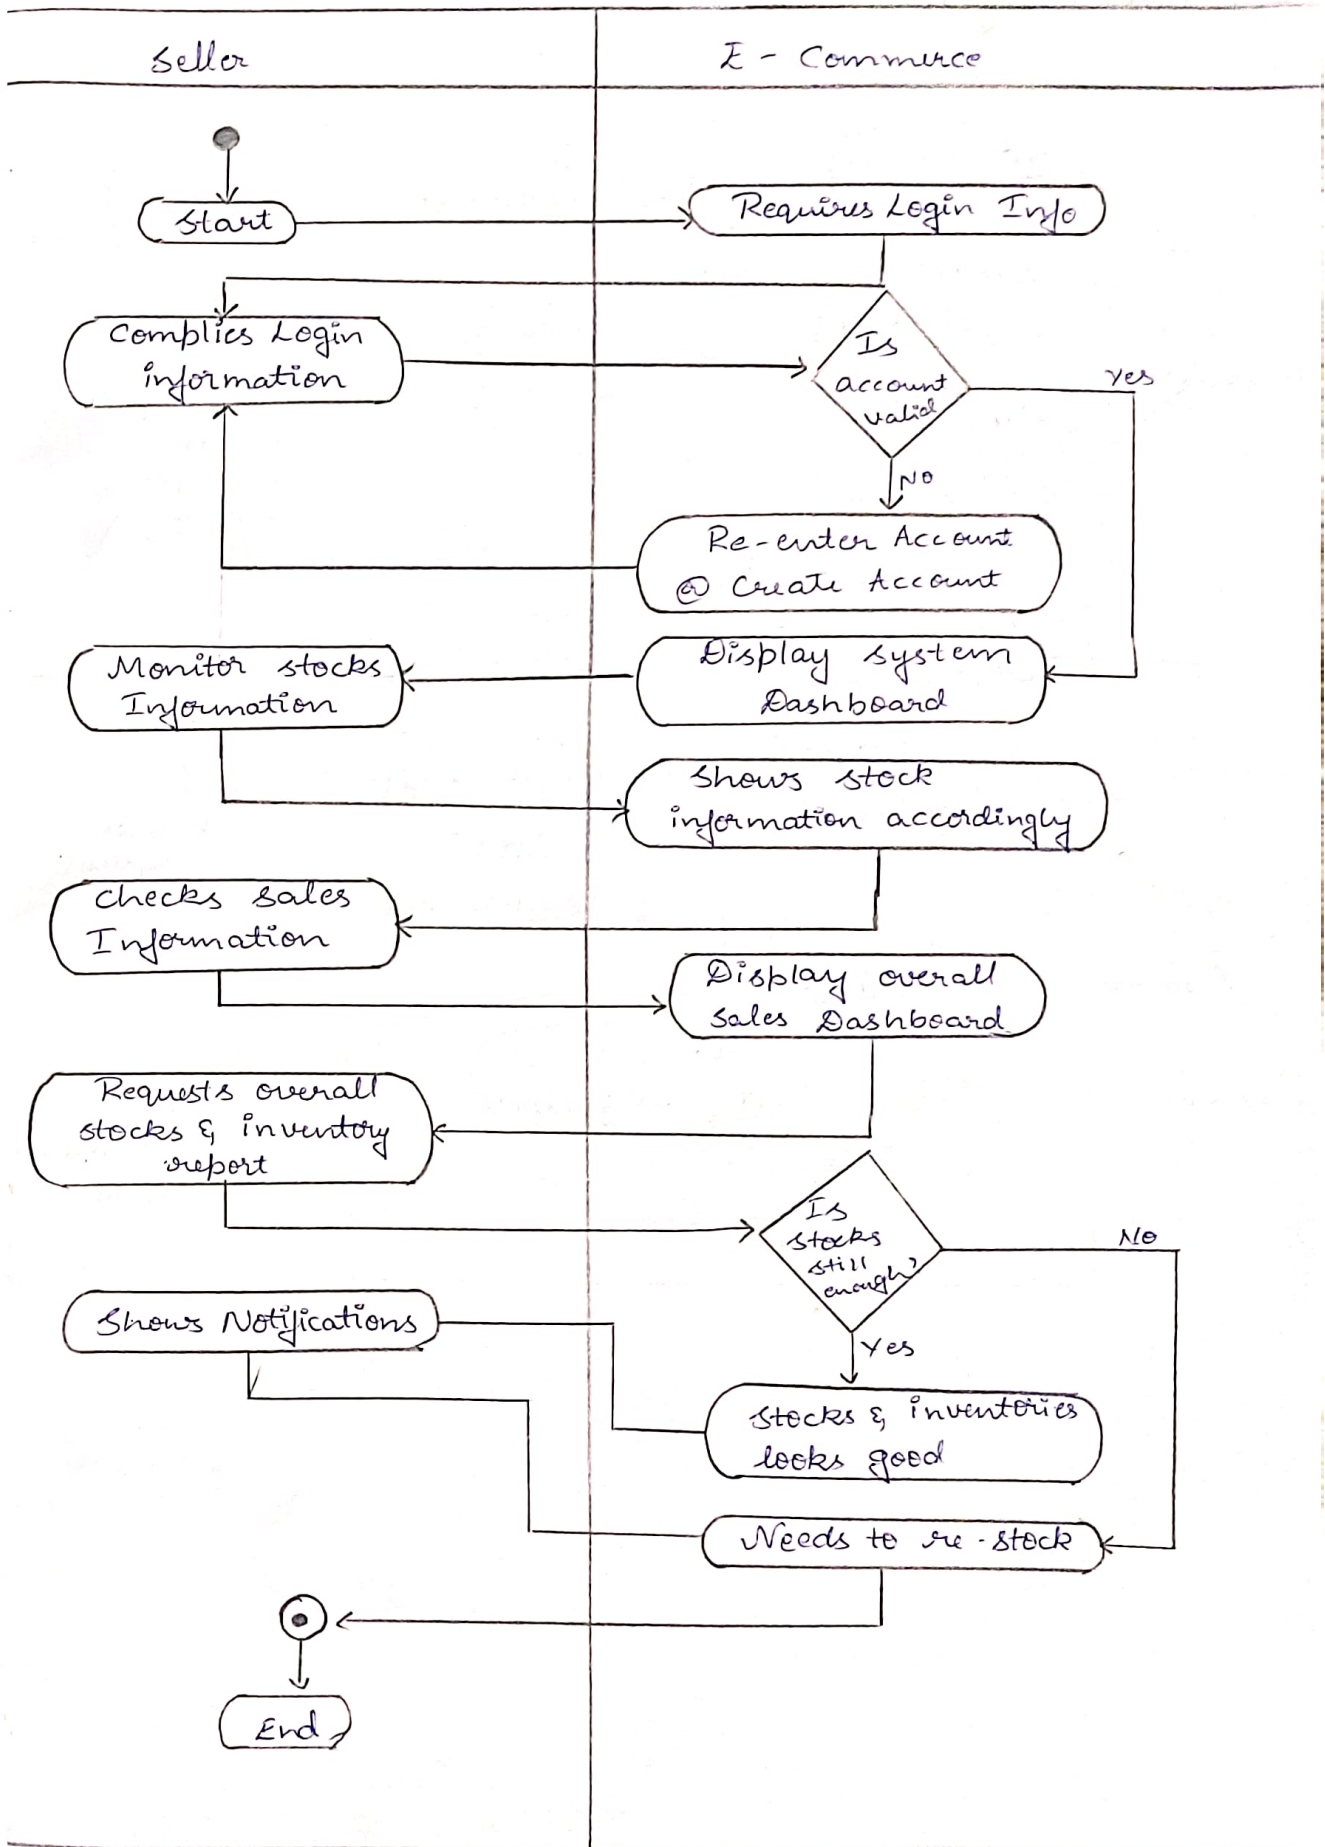 Seller
E - Commerce
Start
Requires Login Info
Complies Login
information
Is
account
valid
Yes
NO
Re-enter Account
Create Account
Monitor stocks
Information
Display system
Dashboard
Shows stock
information accordingly
Checks Sales
Information
Display overall
Sales Dashboard
Requests overall
stocks & inventory
report
Is
stocks
still
enough?
No
Yes
Shows Notifications
Stocks & inventories
looks good
Needs to re-stock
End